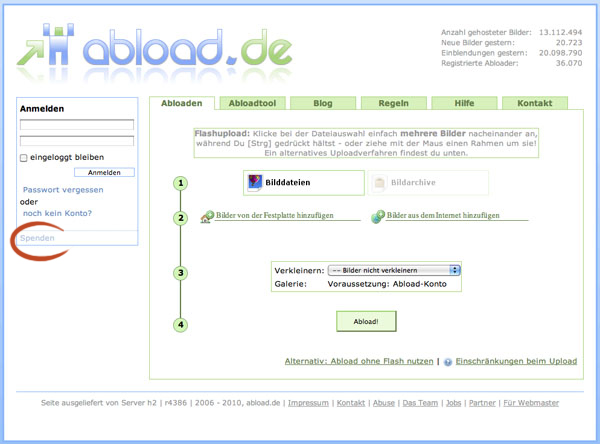 abload.de
Anzahl gehosteter Bilder: 13.112.494
Neue Bilder gestern: 20.723
Einblendungen gestern: 20.098.790
Registrierte Abloader: 36.070
Anmelden
eingeloggt bleiben
Anmelden
Passwort vergessen
oder
noch kein Konto?
Spenden
Abloaden Abloadtool Blog Regeln Hilfe Kontakt
Flashupload: Klicke bei der Dateiauswahl einfach mehrere Bilder nacheinander an,
während Du [Strg] gedrückt hältst - oder ziehe mit der Maus einen Rahmen um sie!
Ein alternatives Uploadverfahren findest du unten.
1 Bilddateien Bildarchive
2 Bilder von der Festplatte hinzufügen Bilder aus dem Internet hinzufügen
3 Verkleinern: -- Bilder nicht verkleinern
Galerie: Voraussetzung: Abload-Konto
4 Abload!
Alternativ: Abload ohne Flash nutzen | Einschränkungen beim Upload
Seite ausgeliefert von Server h2 | r4386 | 2006 - 2010, abload.de | Impressum | Kontakt | Abuse | Das Team | Jobs | Partner | Für Webmaster